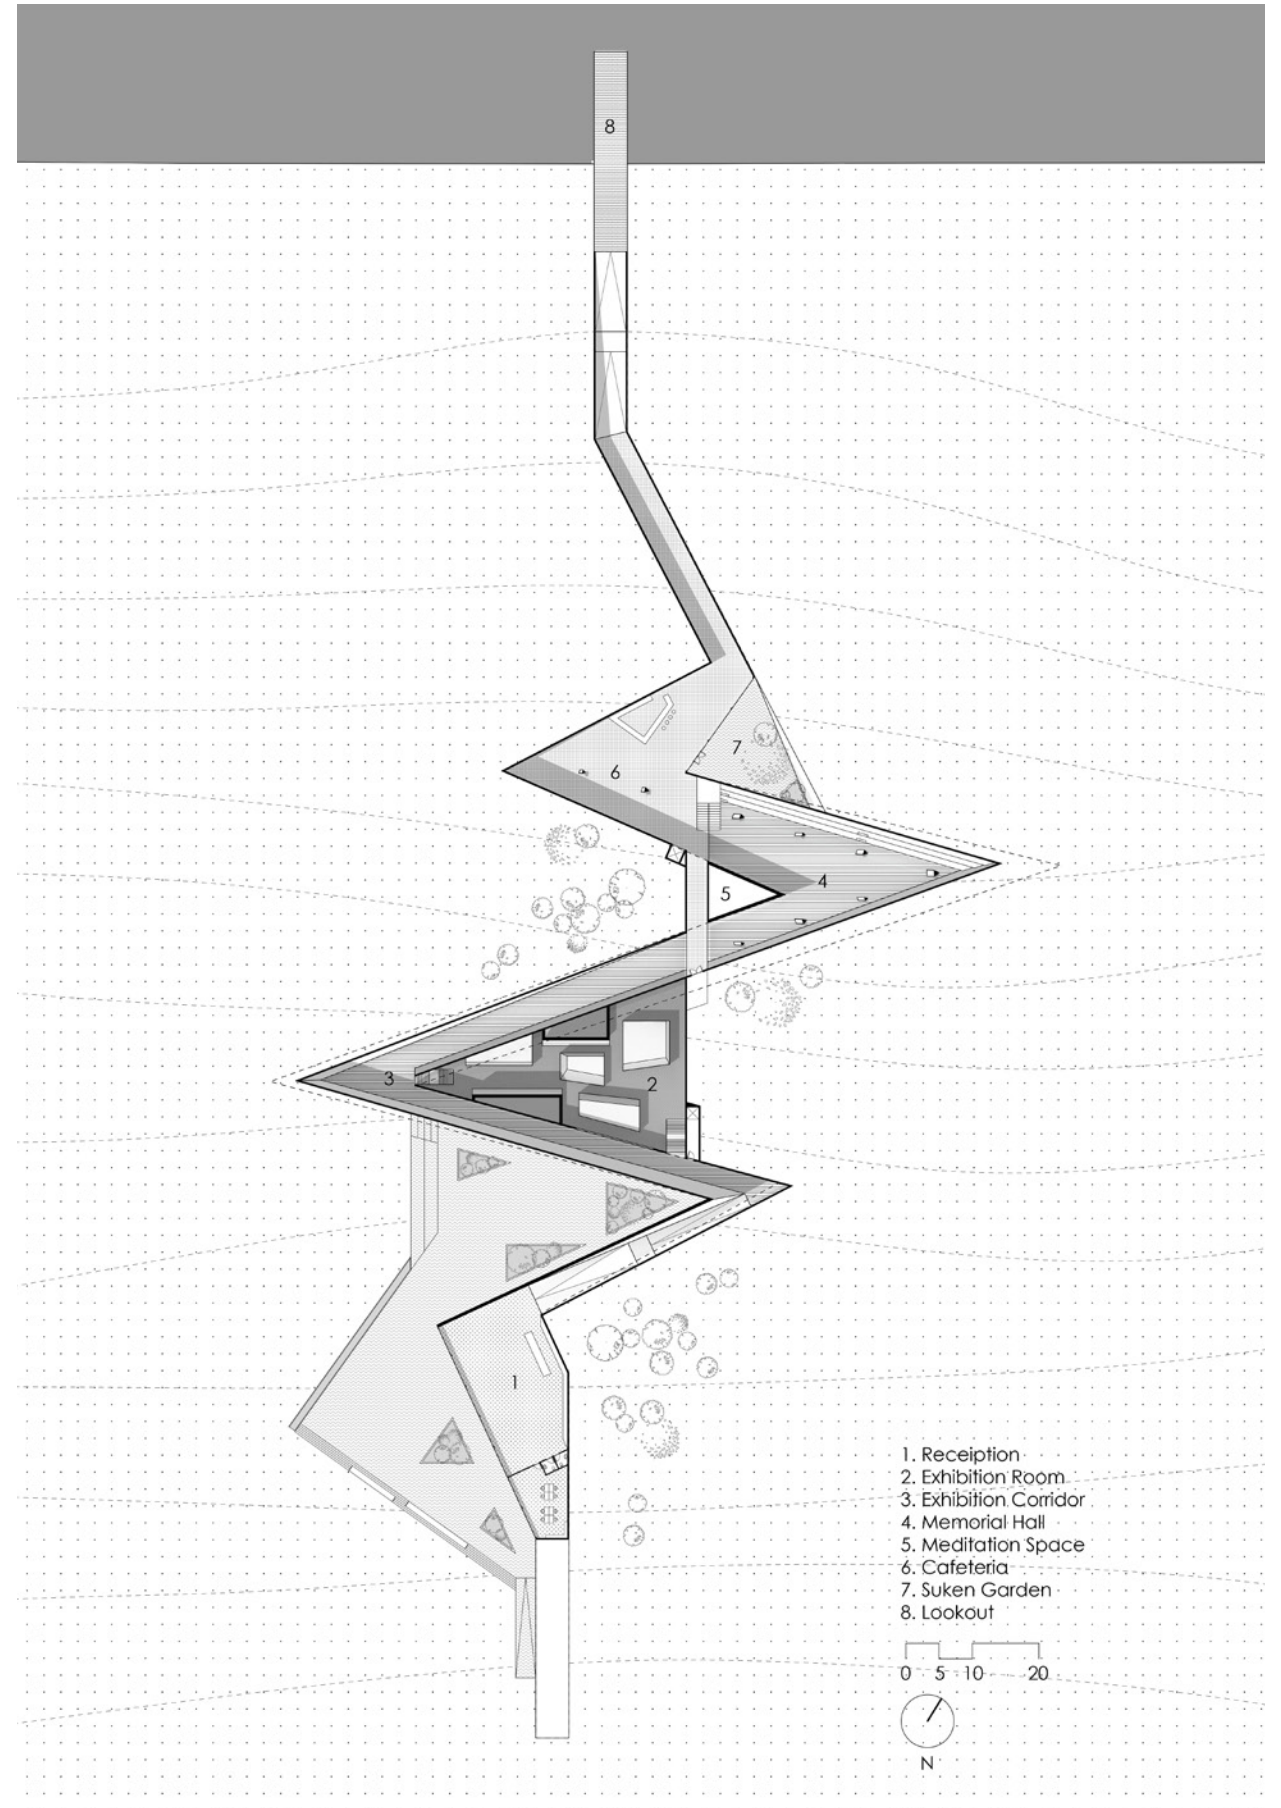 8
7
6
4
5
3
2
1
1. Receiption
2. Exhibition Room
3. Exhibition Corridor
4. Memorial Hall
5. Meditation Space
6. Cafeteria
7. Suken Garden
8. Lookout
0 5 10 20
N